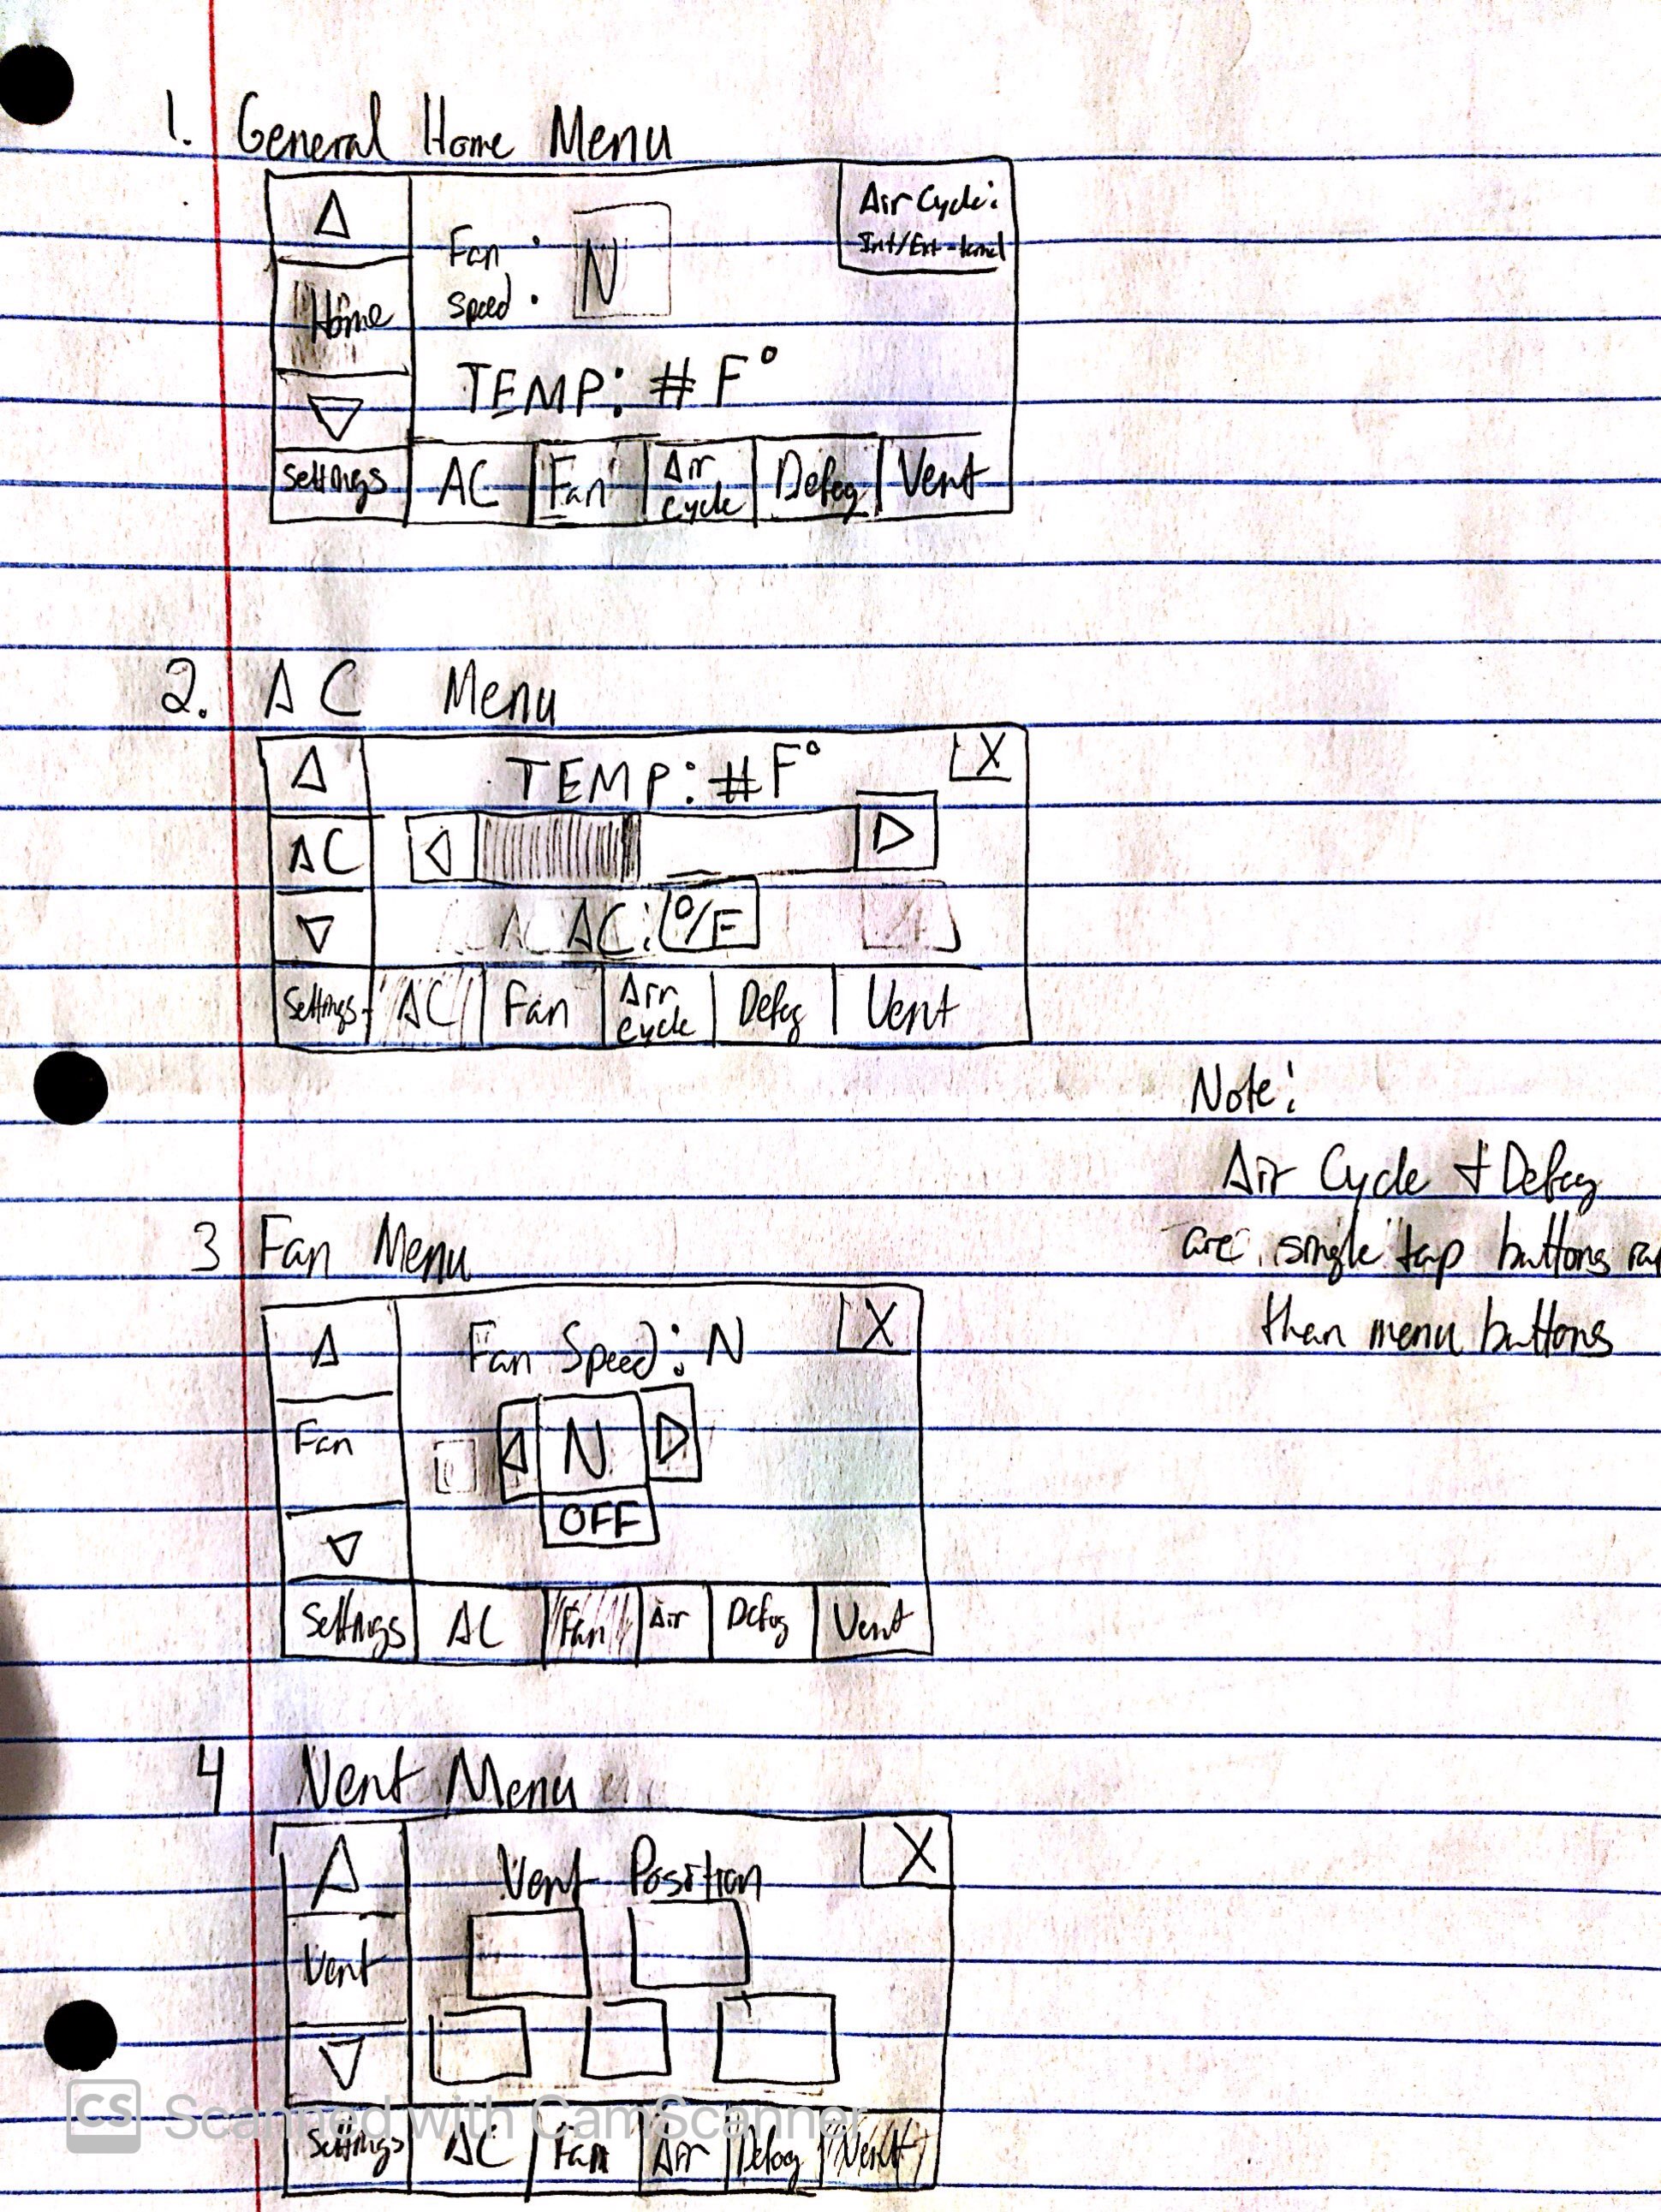 1. General Home Menu
Air Cycle:
Int/Ext-ternal
Fan
Speed : N
Home
TEMP: # F°
Settings AC Fan Air Cycle Defog Vent
2. AC Menu
TEMP: # F° X
AC
AC: O/F
Settings AC Fan Air Cycle Defog Vent
Note:
Air Cycle + Defog
are single tap buttons
than menu buttons
3 Fan Menu
Fan Speed: N X
Fan N
OFF
Settings AC Fan Air Defog Vent
4 Vent Menu
Vent Position X
Vent
CS Scanned with CamScanner
Settings AC Fan Air Defog Vent